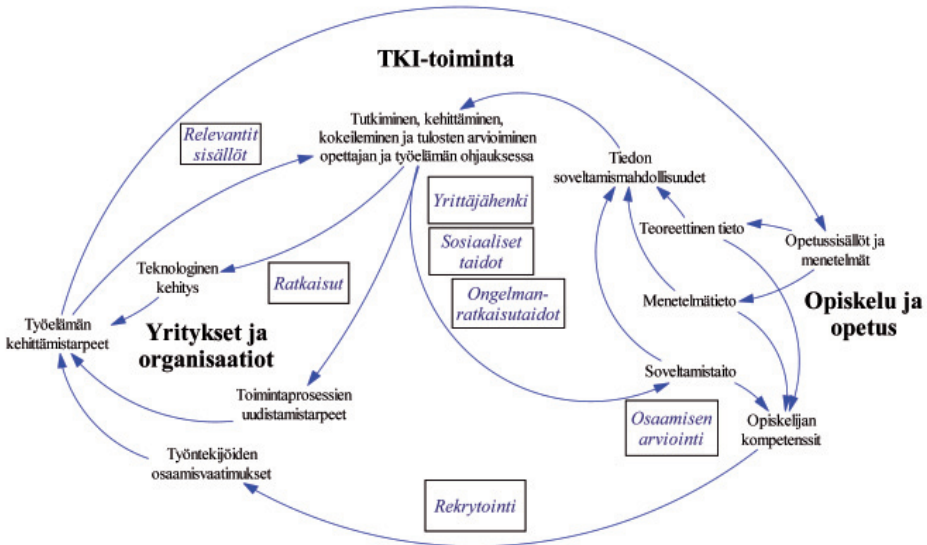 TKI-toiminta
Relevantit
sisällöt
Tutkiminen, kehittäminen,
kokeileminen ja tulosten arvioiminen
opettajan ja työelämän ohjauksessa
Tiedon
soveltamismahdollisuudet
Yrittäjähenki
Sosiaaliset
taidot
Ongelman-
ratkaisutaidot
Teoreettinen tieto
Opetussisällöt ja
menetelmät
Teknologinen
kehitys
Ratkaisut
Menetelmätieto
Opiskelu ja
opetus
Työelämän
kehittämistarpeet
Yritykset ja
organisaatiot
Soveltamistaito
Toimintaprosessien
uudistamistarpeet
Osaamisen
arviointi
Opiskelijan
kompetenssit
Työntekijöiden
osaamisvaatimukset
Rekrytointi